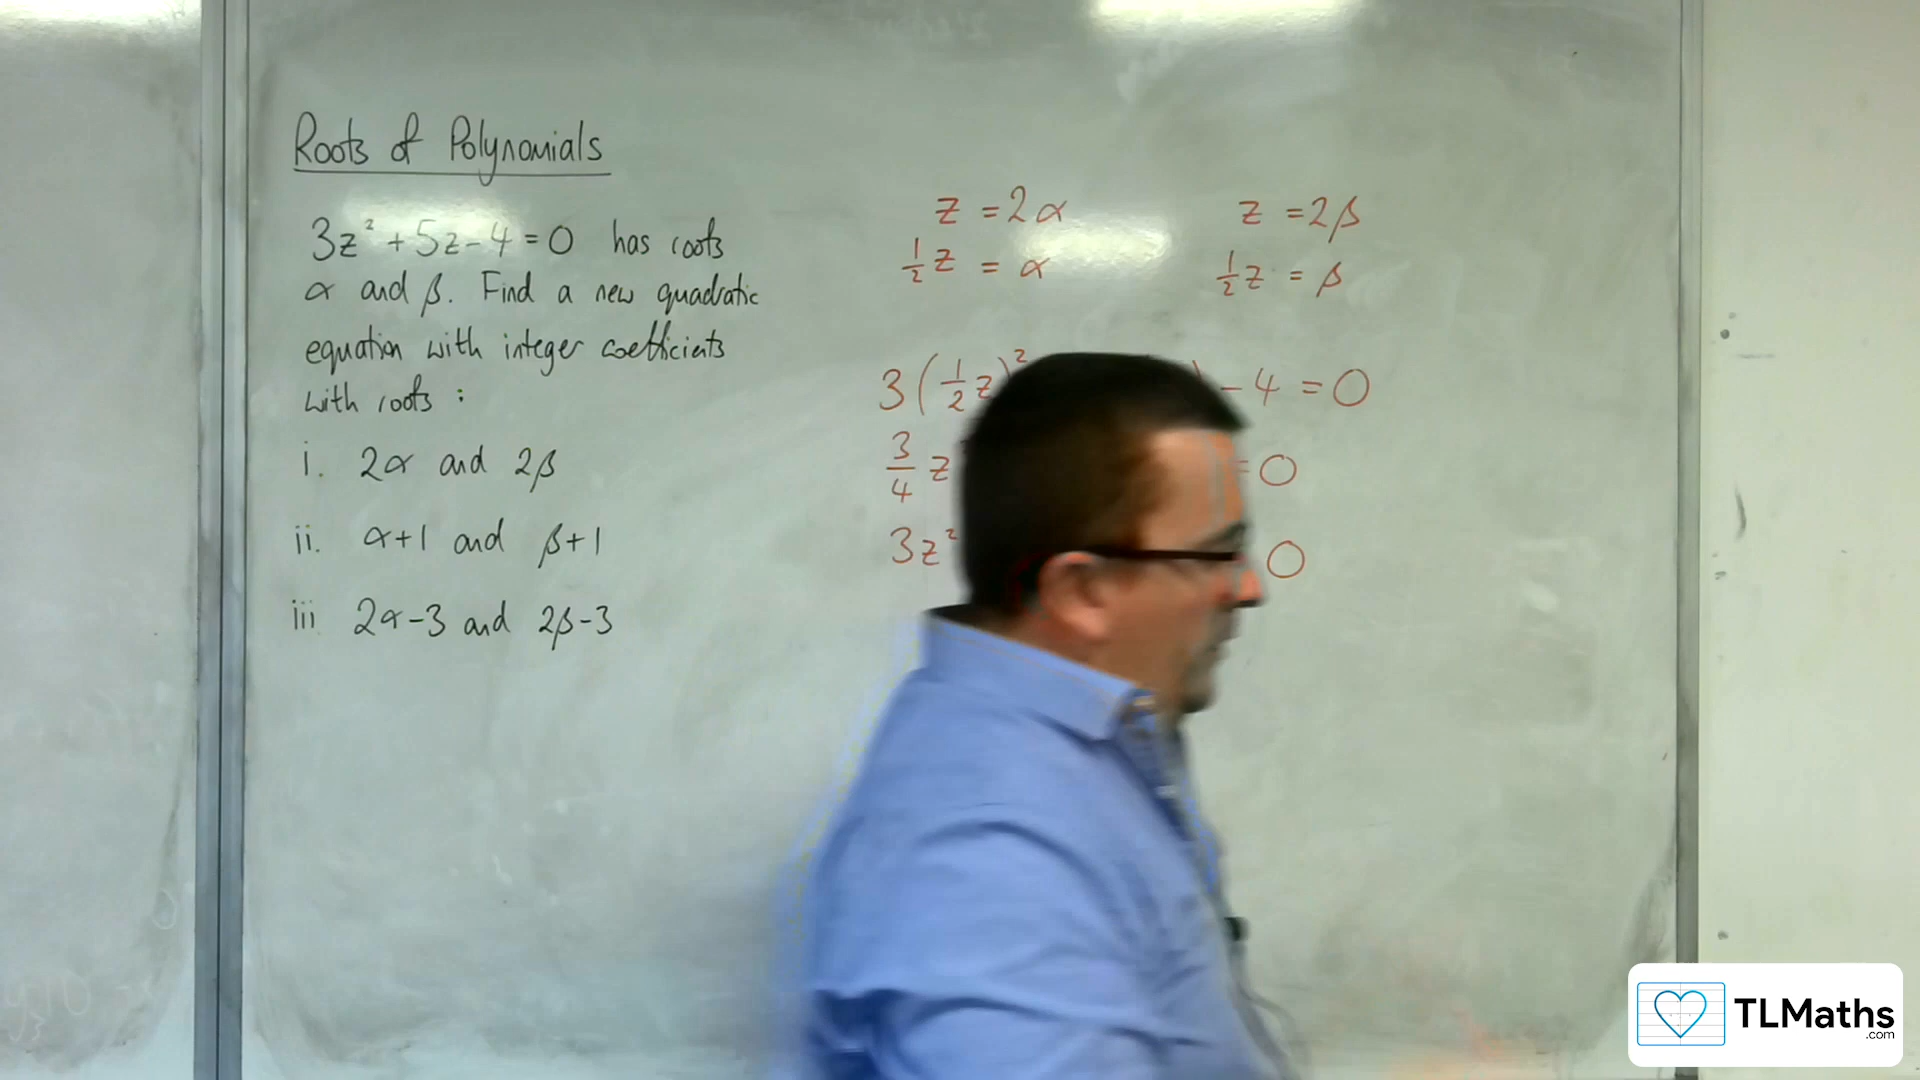 Roots of Polynomials
3z² + 5z - 4 = 0 has roots
α and β. Find a new quadratic
equation with integer coefficients
with roots :
i. 2α and 2β
ii. α+1 and β+1
iii 2α-3 and 2β-3
z = 2α
½z = α
z = 2β
½z = β
3(½z)² ) - 4 = 0
¾z = 0
3z² 0
TLMaths
.com